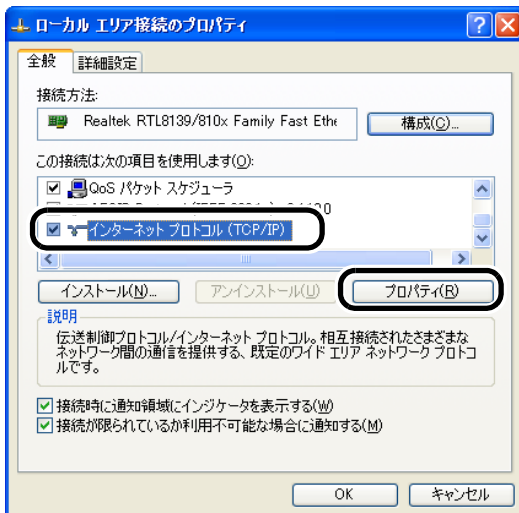 ローカル エリア接続のプロパティ
全般 詳細設定
接続方法:
Realtek RTL8139/810x Family Fast Ethe
構成(C)...
この接続は次の項目を使用します(O):
QoS パケット スケジューラ
インターネット プロトコル (TCP/IP)
インストール(N)... アンインストール(U) プロパティ(R)
説明
伝送制御プロトコル/インターネット プロトコル。相互接続されたさまざまな
ネットワーク間の通信を提供する、既定のワイド エリア ネットワーク プロトコ
ルです。
接続時に通知領域にインジケータを表示する(W)
接続が限られているか利用不可能な場合に通知する(M)
OK キャンセル